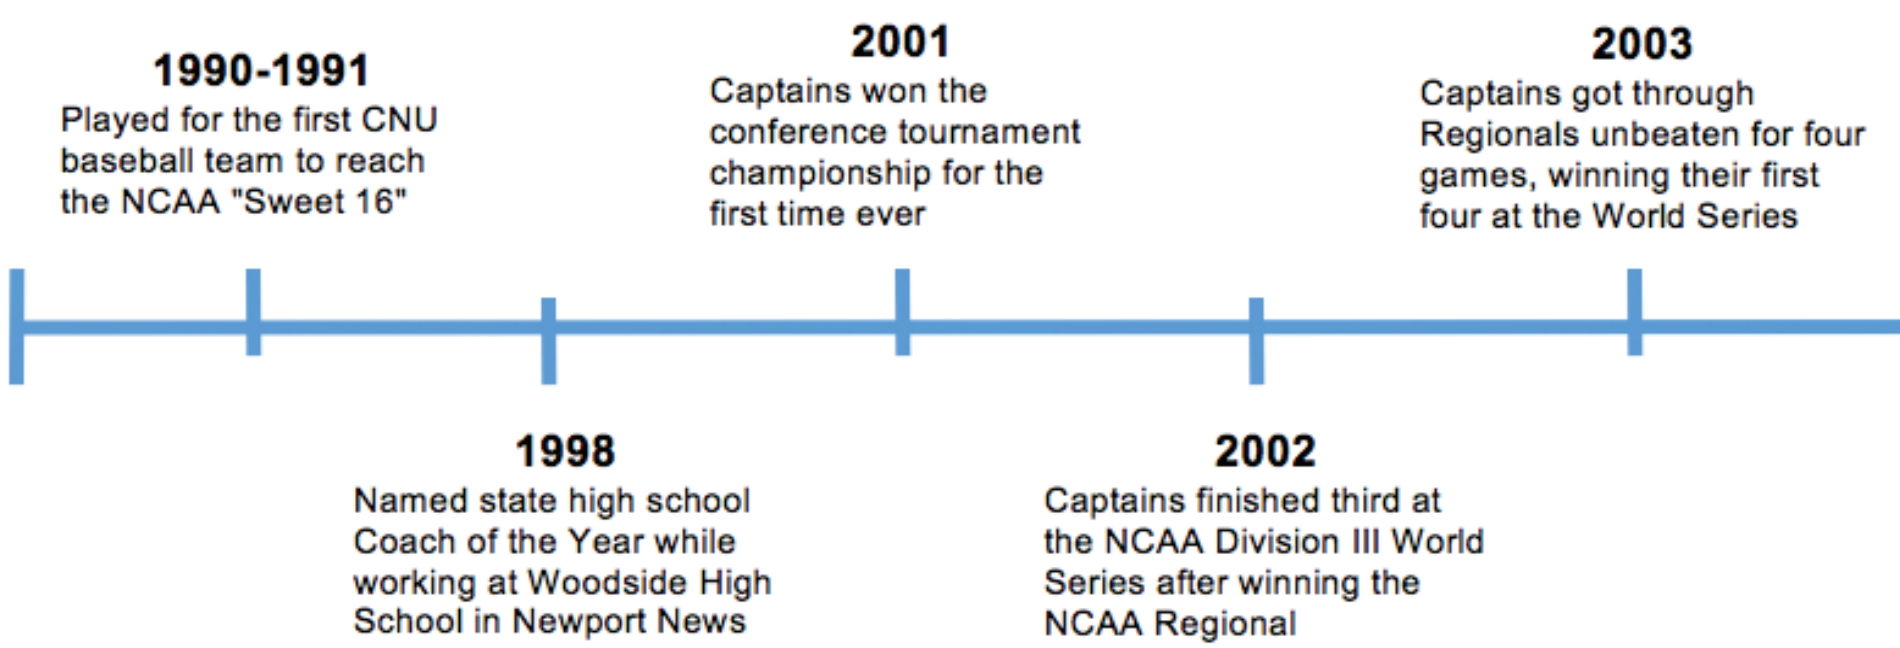 1990-1991
Played for the first CNU
baseball team to reach
the NCAA "Sweet 16"
1998
Named state high school
Coach of the Year while
working at Woodside High
School in Newport News
2001
Captains won the
conference tournament
championship for the
first time ever
2002
Captains finished third at
the NCAA Division III World
Series after winning the
NCAA Regional
2003
Captains got through
Regionals unbeaten for four
games, winning their first
four at the World Series